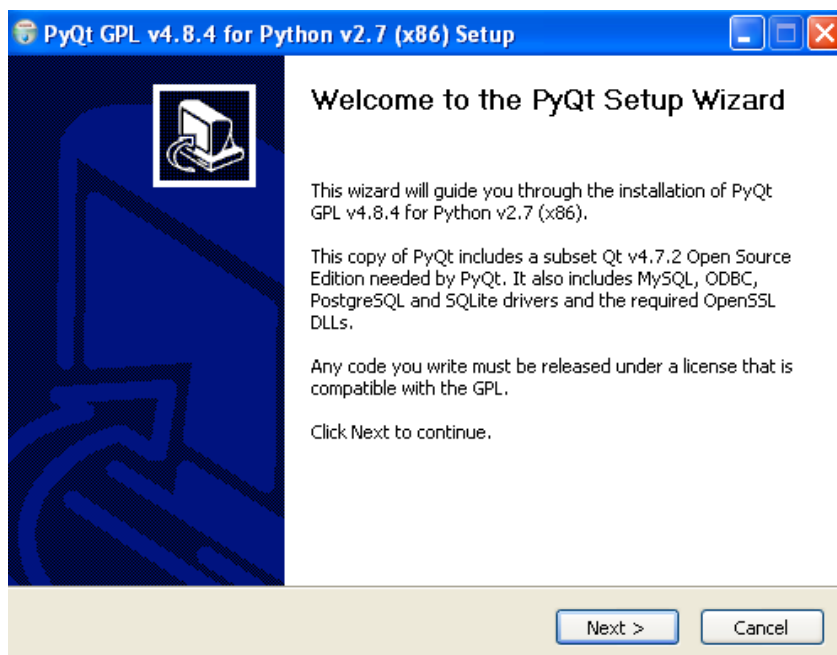 PyQt GPL v4.8.4 for Python v2.7 (x86) Setup
Welcome to the PyQt Setup Wizard
This wizard will guide you through the installation of PyQt
GPL v4.8.4 for Python v2.7 (x86).
This copy of PyQt includes a subset Qt v4.7.2 Open Source
Edition needed by PyQt. It also includes MySQL, ODBC,
PostgreSQL and SQLite drivers and the required OpenSSL
DLLs.
Any code you write must be released under a license that is
compatible with the GPL.
Click Next to continue.
Next >
Cancel